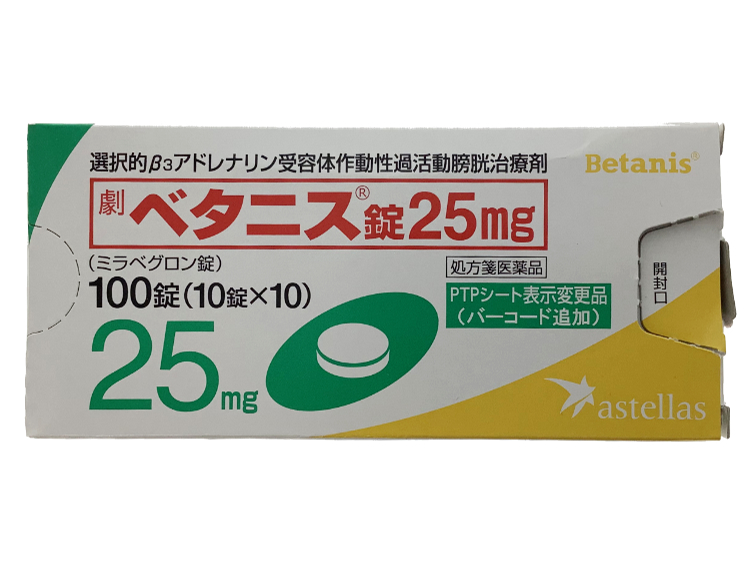 選択的β3アドレナリン受容体作動性過活動膀胱治療剤
Betanis®
劇 ベタニス®錠25mg
(ミラベグロン錠)
処方箋医薬品
100錠(10錠×10)
PTPシート表示変更品
(バーコード追加)
25mg
開封口
astellas